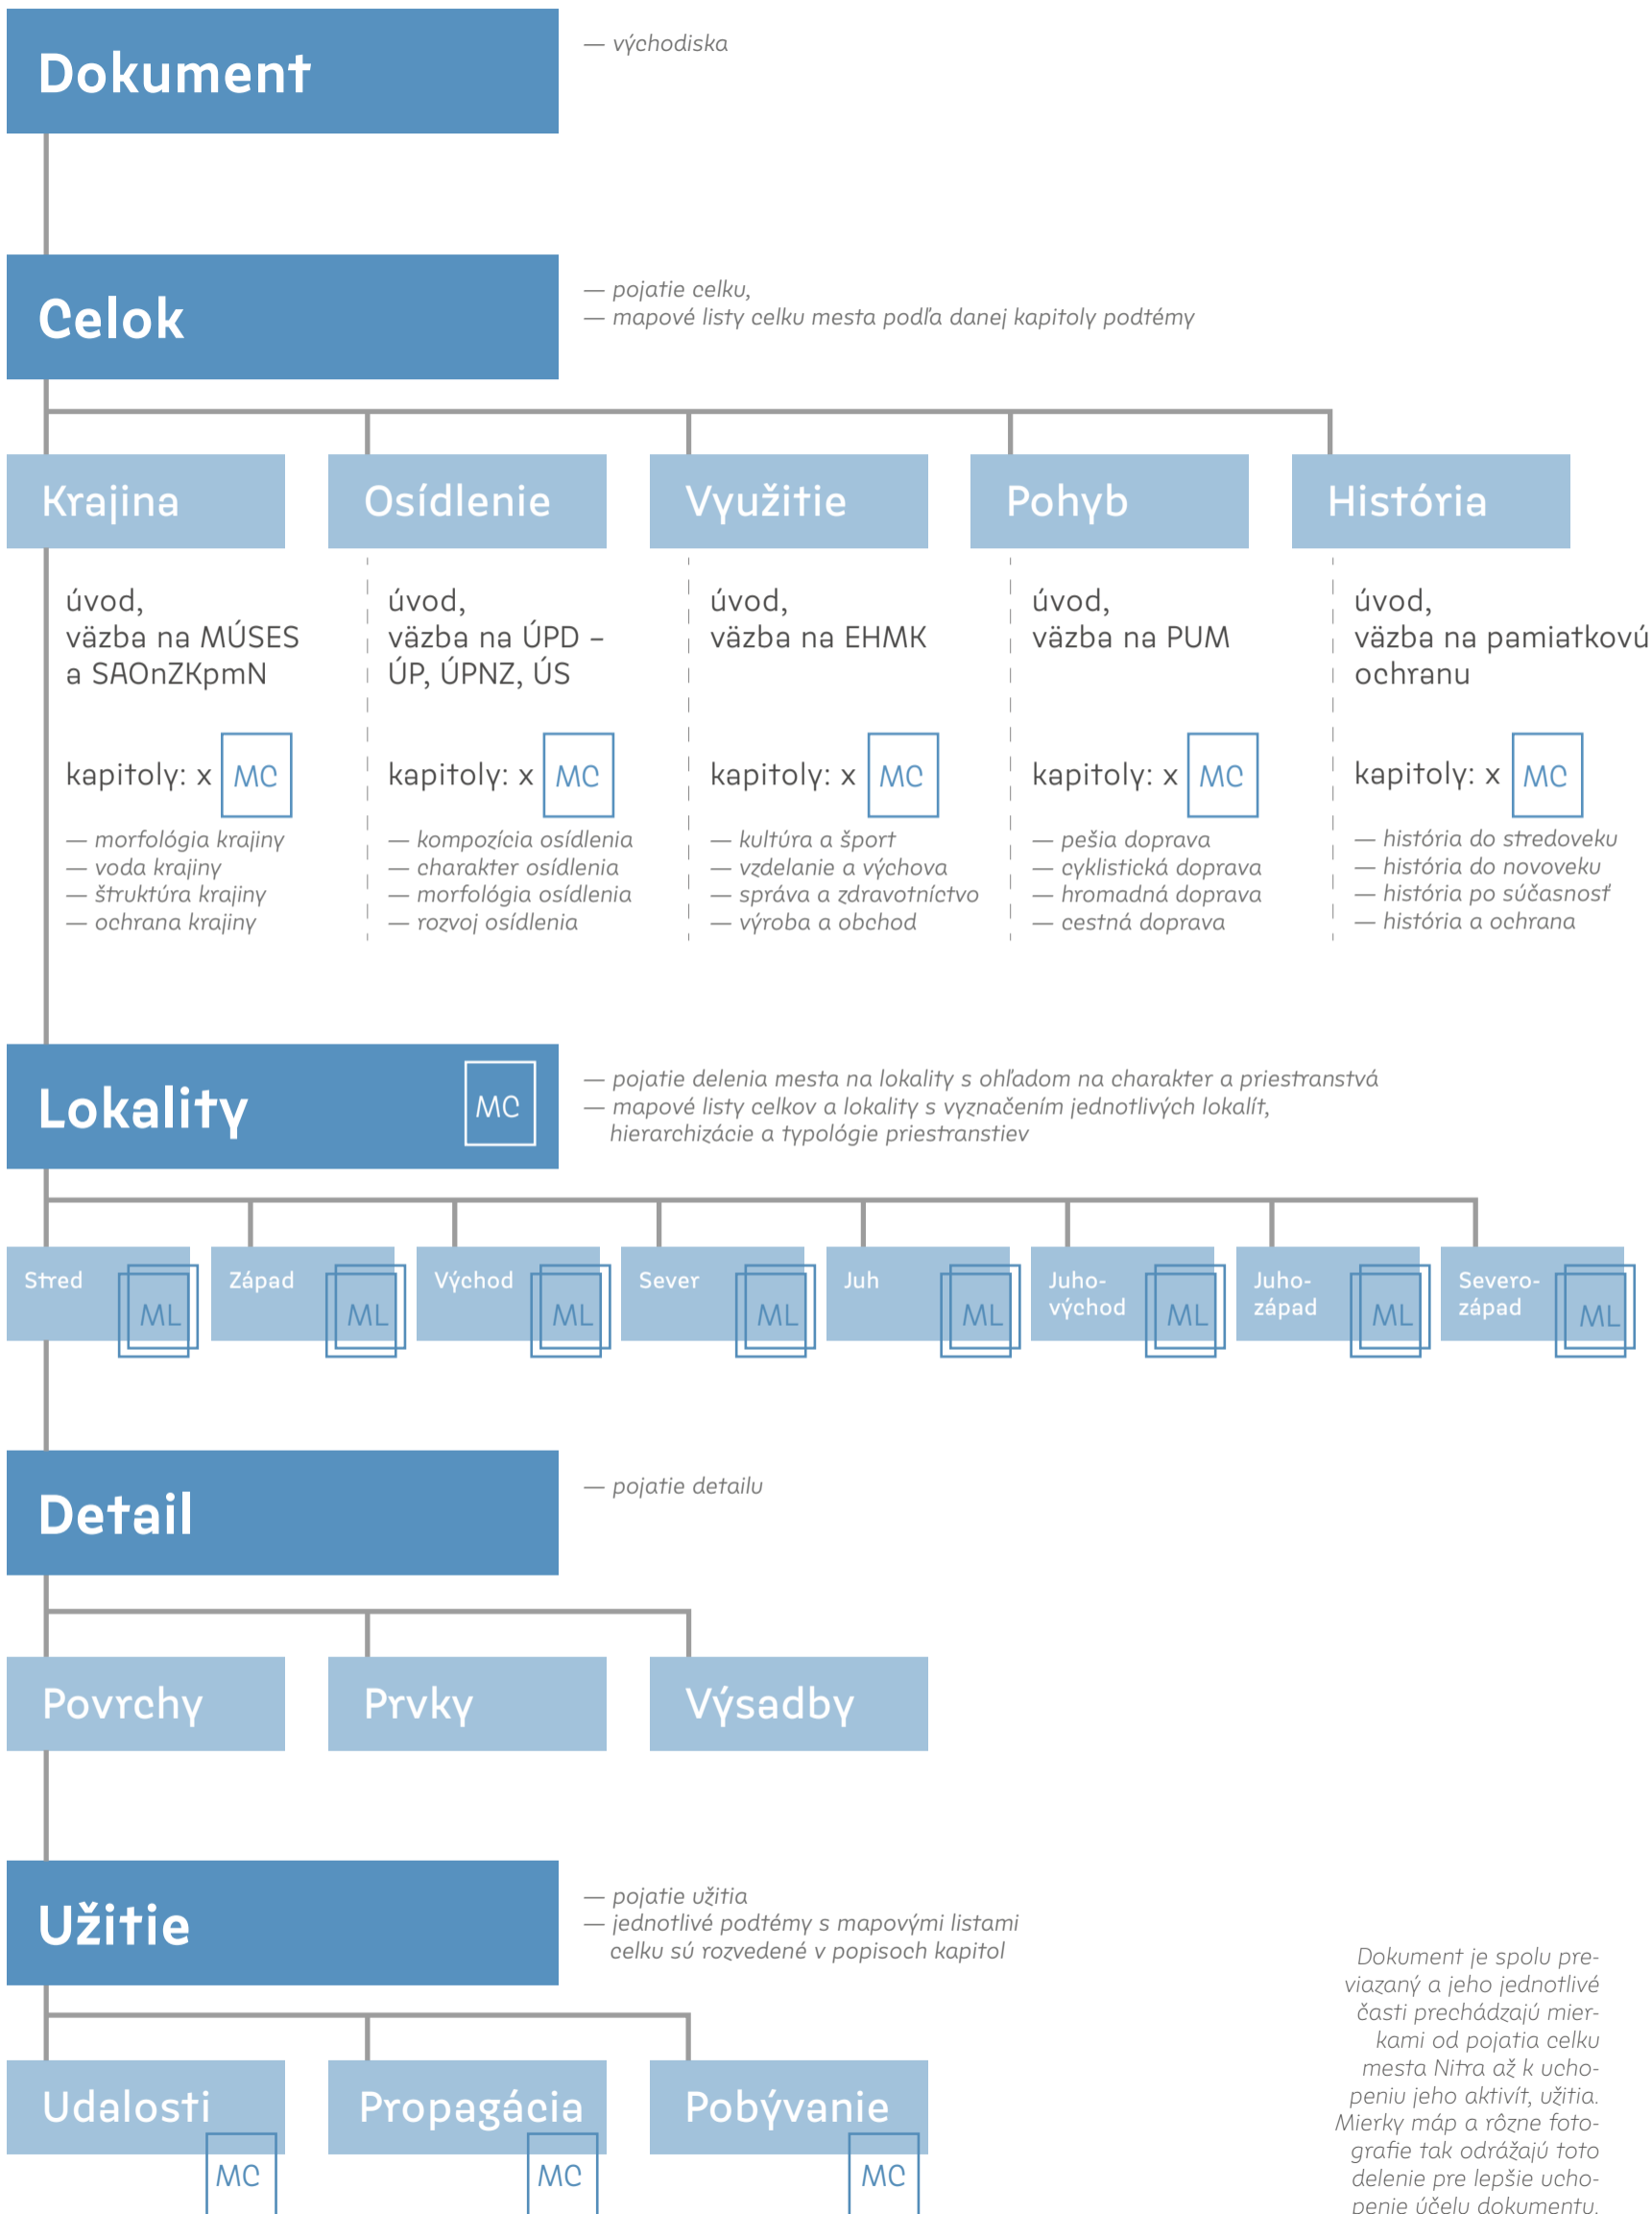 Dokument
— východiska
Celok
— pojatie celku,
— mapové listy celku mesta podľa danej kapitoly podtémy
Krajina
úvod,
väzba na MÚSES
a SAOnZKpmN
kapitoly: x MC
— morfológia krajiny
— voda krajiny
— štruktúra krajiny
— ochrana krajiny
Osídlenie
úvod,
väzba na ÚPD –
ÚP, ÚPNZ, ÚS
kapitoly: x MC
— kompozícia osídlenia
— charakter osídlenia
— morfológia osídlenia
— rozvoj osídlenia
Využitie
úvod,
väzba na EHMK
kapitoly: x MC
— kultúra a šport
— vzdelanie a výchova
— správa a zdravotníctvo
— výroba a obchod
Pohyb
úvod,
väzba na PUM
kapitoly: x MC
— pešia doprava
— cyklistická doprava
— hromadná doprava
— cestná doprava
História
úvod,
väzba na pamiatkovú
ochranu
kapitoly: x MC
— história do stredoveku
— história do novoveku
— história po súčasnosť
— história a ochrana
Lokality
MC
— pojatie delenia mesta na lokality s ohľadom na charakter a priestranstvá
— mapové listy celkov a lokality s vyznačením jednotlivých lokalít,
hierarchizácie a typológie priestranstiev
Stred
ML
Západ
ML
Východ
ML
Sever
ML
Juh
ML
Juho-
východ
ML
Juho-
západ
ML
Severo-
západ
ML
Detail
— pojatie detailu
Povrchy
Prvky
Výsadby
Užitie
— pojatie užitia
— jednotlivé podtémy s mapovými listami
celku sú rozvedené v popisoch kapitol
Udalosti
MC
Propagácia
MC
Pobývanie
MC
Dokument je spolu pre-
viazaný a jeho jednotlivé
časti prechádzajú mier-
kami od pojatia celku
mesta Nitra až k ucho-
peniu jeho aktivít, užitia.
Mierky máp a rôzne foto-
grafie tak odrážajú toto
delenie pre lepšie ucho-
penie účelu dokumentu.